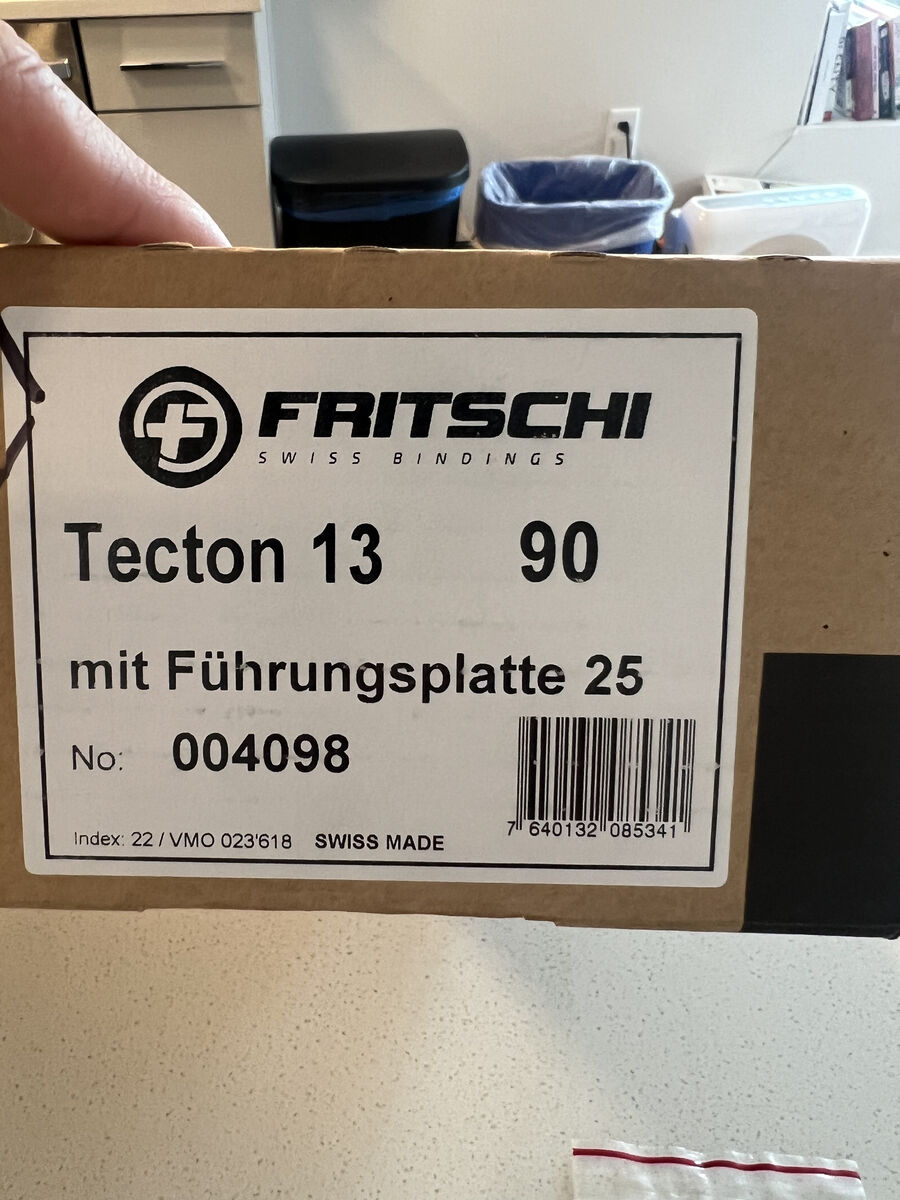 FRITSCHI
SWISS BINDINGS
Tecton 13 90
mit Führungsplatte 25
No: 004098
7 640132 085341
Index: 22 / VMO 023'618 SWISS MADE